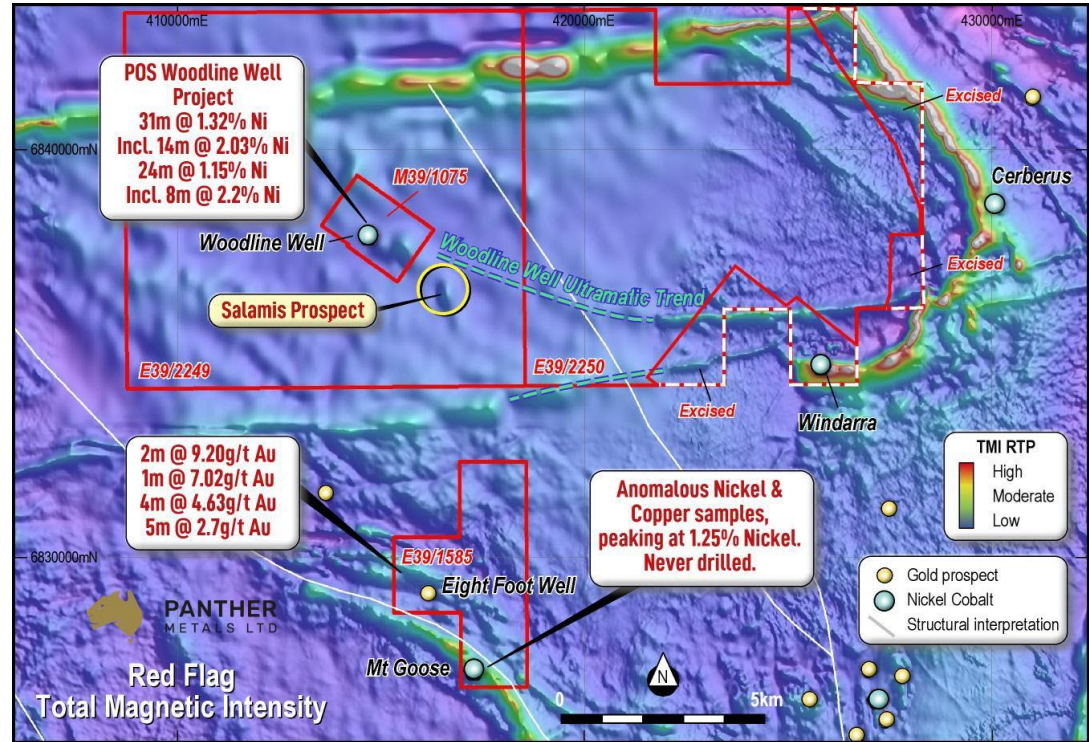 410000mE
420000mE
430000mE
POS Woodline Well
Project
31m @ 1.32% Ni
Incl. 14m @ 2.03% Ni
24m @ 1.15% Ni
Incl. 8m @ 2.2% Ni
Excised
6840000mN
M39/1075
Cerberus
Woodline Well
Woodline Well Ultramafic Trend
Excised
Salamis Prospect
E39/2249
E39/2250
Excised
Windarra
2m @ 9.20g/t Au
1m @ 7.02g/t Au
4m @ 4.63g/t Au
5m @ 2.7g/t Au
TMI RTP
High
Moderate
Low
Anomalous Nickel &
Copper samples,
peaking at 1.25% Nickel.
Never drilled.
6830000mN
E39/1585
Eight Foot Well
Gold prospect
Nickel Cobalt
Structural interpretation
PANTHER
METALS LTD
Mt Goose
Red Flag
Total Magnetic Intensity
N
0
5km